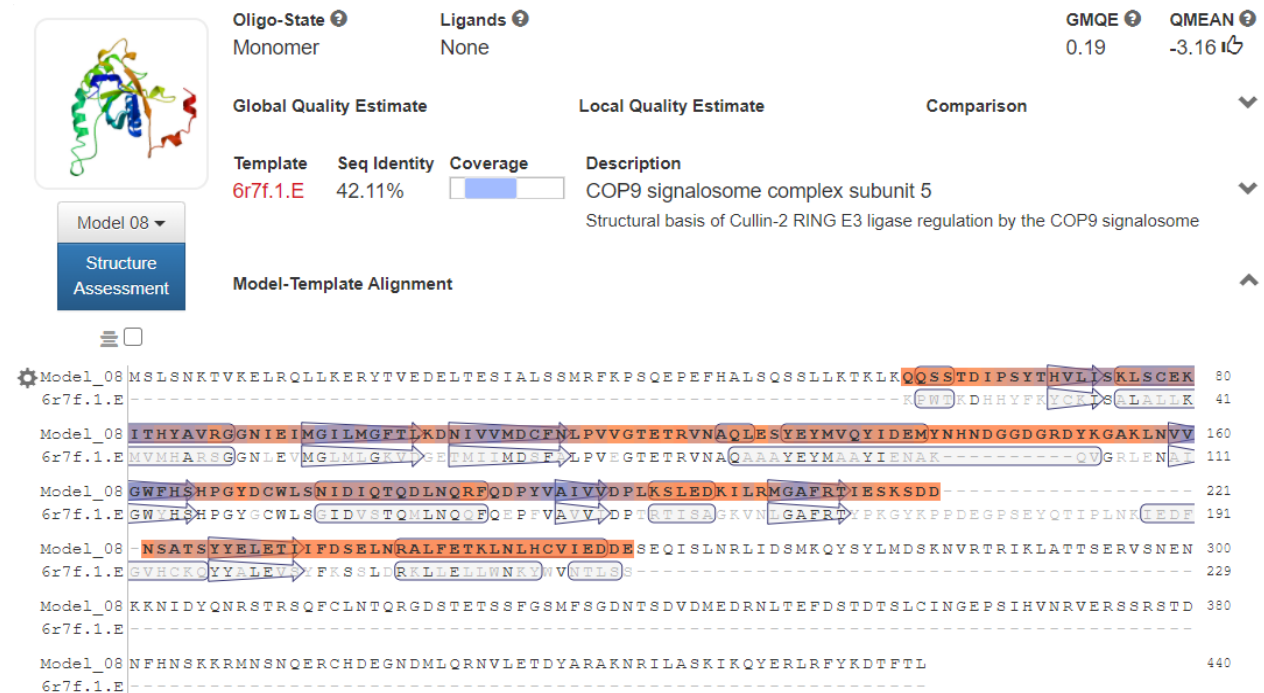 Oligo-State Ligands GMQE QMEAN
Monomer None 0.19 -3.16
Global Quality Estimate Local Quality Estimate Comparison
Template Seq Identity Coverage Description
6r7f.1.E 42.11% COP9 signalosome complex subunit 5
Structural basis of Cullin-2 RING E3 ligase regulation by the COP9 signalosome
Model 08
Structure
Assessment
Model-Template Alignment
Model_08 MSLSNKTVKELRQLLKERYTVEDELTESIALSSMRFKPSQEPEFHALSQSSLLKTKLKQQSSTDIPSYTHVLISKLSCEK 80
6r7f.1.E ----------------------------------------------------------KPWTKDHHYFKYCKISALALLK 41
Model_08 ITHYAVRGGNIEIMGILMGFTLKDNIVVMDCFNLPVVGTETRVNAQLESYEYMVQYIDEMYNHNDGGDGRDYKGAKLNVV 160
6r7f.1.E MVMHARSGGNLEVMGLMLGKVDGETMIIMDSFALPVEGTETRVNAQAAAYEYMAAYIENAK----------QVGRLENAI 111
Model_08 GWFHSHPGYDCWLSNIDIQTQDLNQRFQDPYVAIVVDPLKSLEDKILRMGAFRTIESKSDD------------------- 221
6r7f.1.E GWYHSHPGYGCWLSGIDVSTQMLNQQFQEPFVAVVIDPTRTISAGKVNLGAFRTYPKGYKPPDEGPSEYQTIPLNKIEDF 191
Model_08 -NSATSYYELETIIFDSELNRALFETKLNLHCVIEDDESEQISLNRLIDSMKQYSYLMDSKNVRTRIKLATTSERVSNEN 300
6r7f.1.E GVHCKQYYALEVSYFKSSLDRKLLELLWNKYWVNTLSS------------------------------------------ 229
Model_08 KKNIDYQNRSTRSQFCLNTQRGDSTETSSFGSMFSGDNTSDVDMEDRNLTEFDSTDTSLCINGEPSIHVNRVERSSRSTD 380
6r7f.1.E --------------------------------------------------------------------------------
Model_08 NFHNSKKRMNSNQERCHDEGNDMLQRNVLETDYARAKNRILASKIKQYERLRFYKDTFTL 440
6r7f.1.E ------------------------------------------------------------